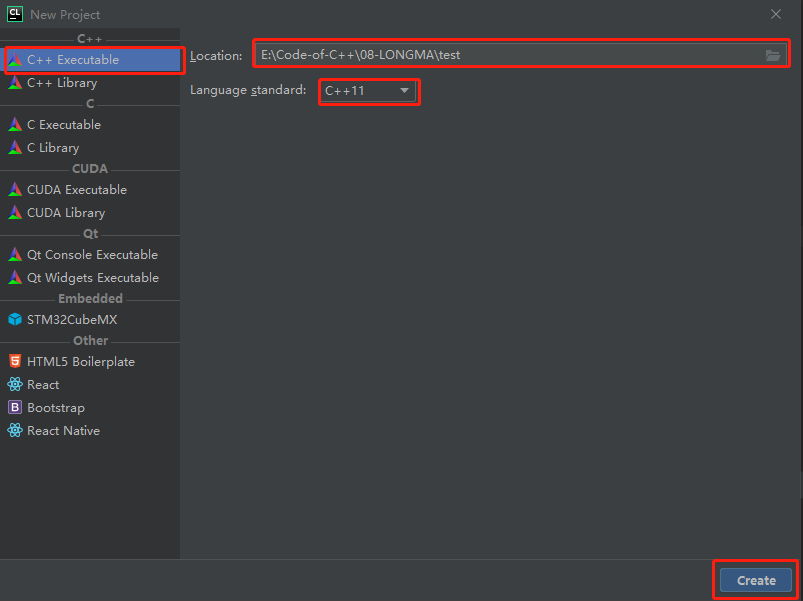 CL New Project
C++
C++ Executable
C++ Library
C
C Executable
C Library
CUDA
CUDA Executable
CUDA Library
Qt
Qt Console Executable
Qt Widgets Executable
Embedded
STM32CubeMX
Other
5 HTML5 Boilerplate
React
B Bootstrap
React Native
Location: E:\Code-of-C++\08-LONGMA\test
Language standard: C++11
Create